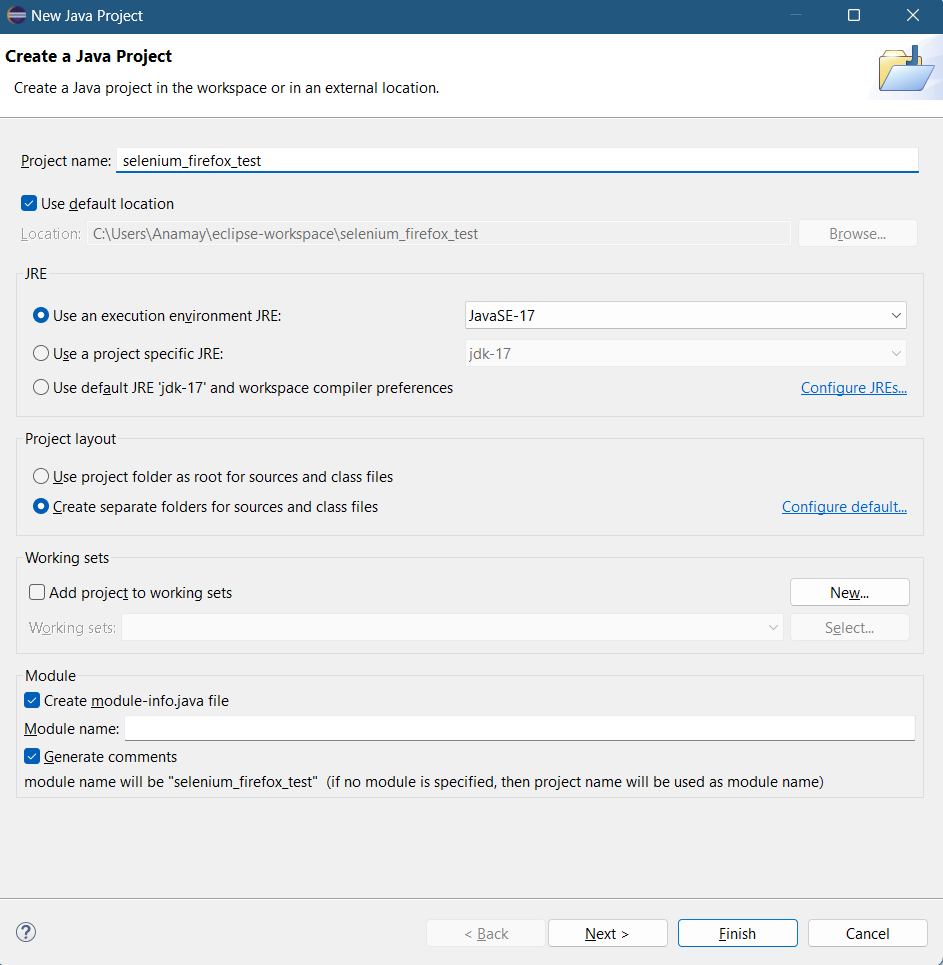 New Java Project
Create a Java Project
Create a Java project in the workspace or in an external location.
Project name: selenium_firefox_test
Use default location
Location: C:\Users\Anamay\eclipse-workspace\selenium_firefox_test Browse...
JRE
Use an execution environment JRE: JavaSE-17
Use a project specific JRE: jdk-17
Use default JRE 'jdk-17' and workspace compiler preferences Configure JREs...
Project layout
Use project folder as root for sources and class files
Create separate folders for sources and class files Configure default...
Working sets
Add project to working sets New...
Working sets: Select...
Module
Create module-info.java file
Module name:
Generate comments
module name will be "selenium_firefox_test" (if no module is specified, then project name will be used as module name)
? < Back Next > Finish Cancel